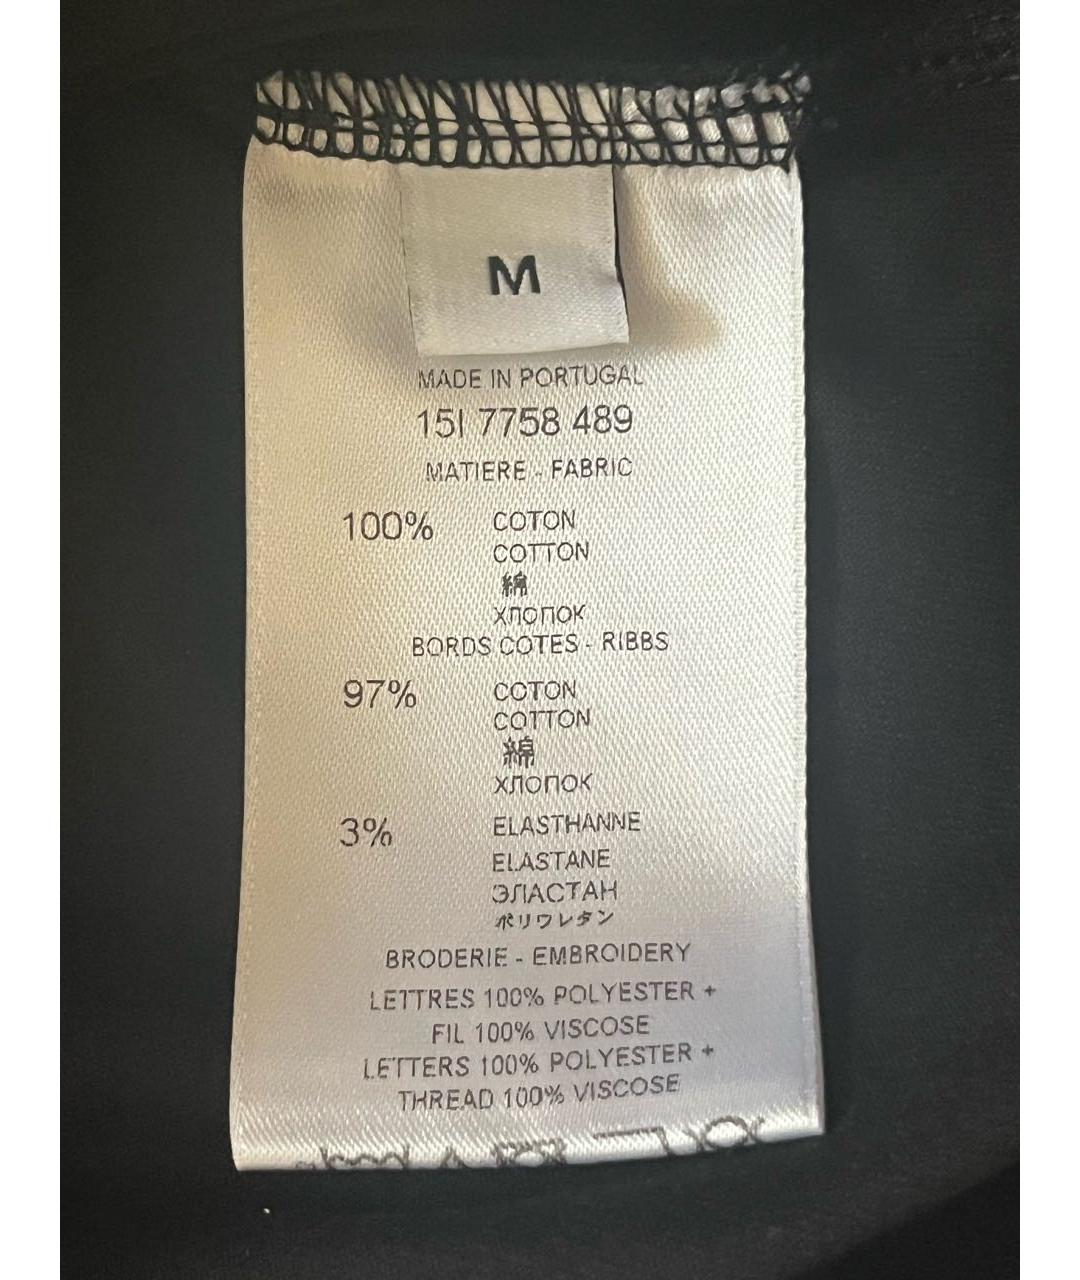 M
MADE IN PORTUGAL
15I 7758 489
MATIERE - FABRIC
100% COTON
COTTON
綿
ХЛОПОК
BORDS COTES - RIBBS
97% COTON
COTTON
綿
ХЛОПОК
3% ELASTHANNE
ELASTANE
ЭЛАСТАН
ポリウレタン
BRODERIE - EMBROIDERY
LETTRES 100% POLYESTER +
FIL 100% VISCOSE
LETTERS 100% POLYESTER +
THREAD 100% VISCOSE